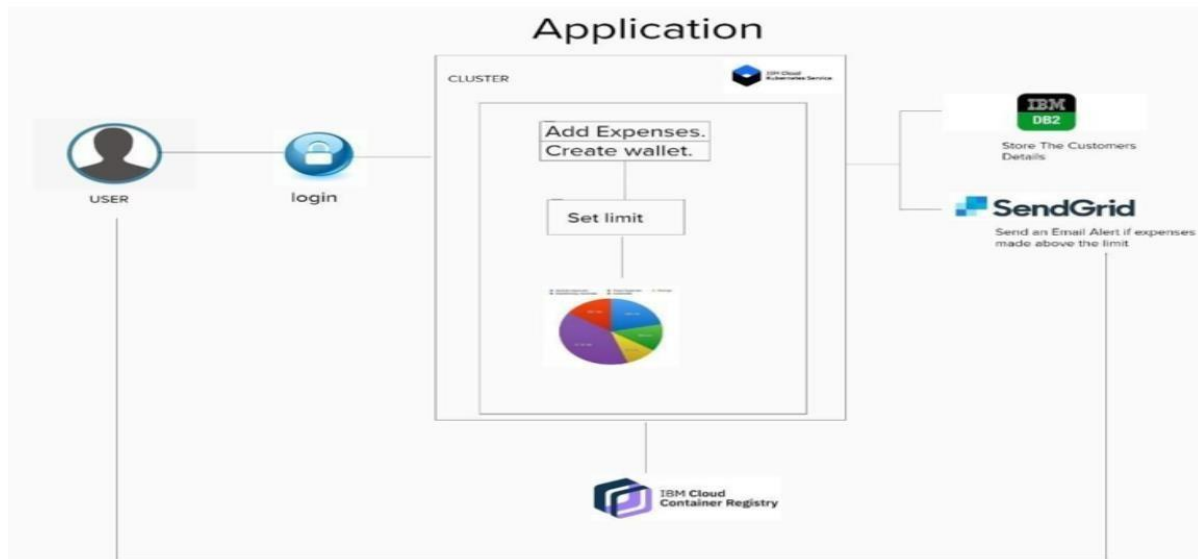 Application
CLUSTER
IBM Cloud
Kubernetes Service
Add Expenses.
Create wallet.
IBM
DB2
Store The Customers
Details
USER
login
Set limit
SendGrid
Send an Email Alert if expenses
made above the limit
IBM Cloud
Container Registry